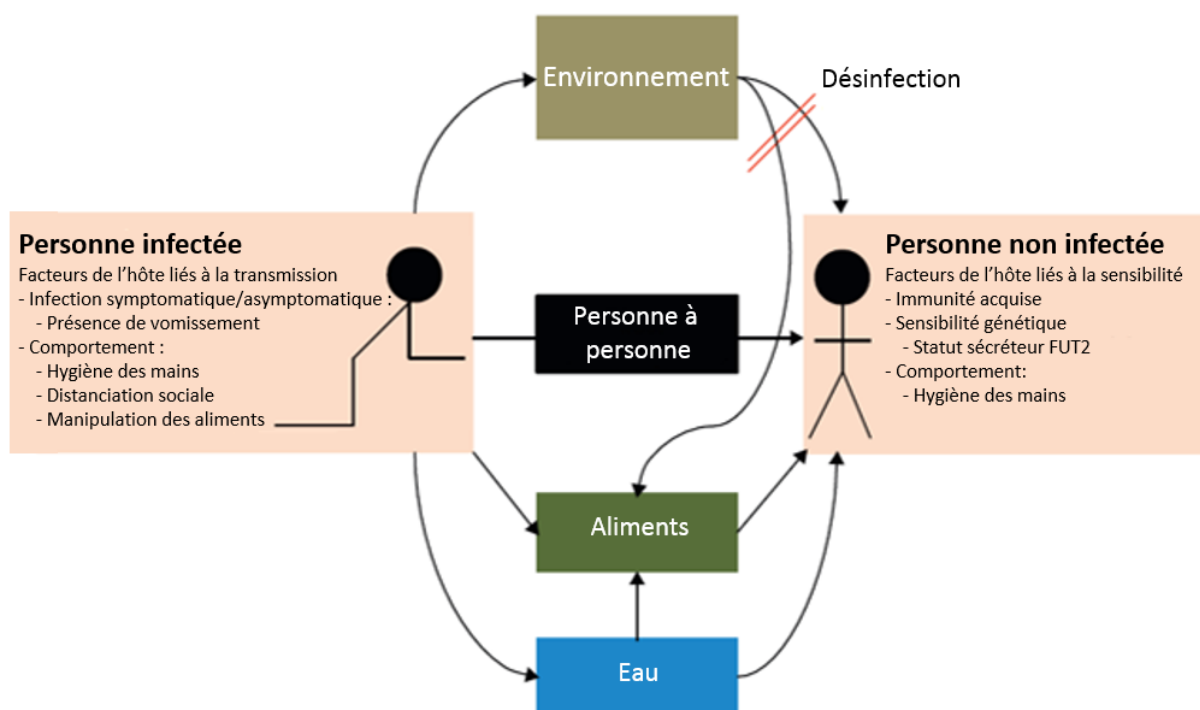 Environnement
Désinfection
Personne infectée
Facteurs de l’hôte liés à la transmission
- Infection symptomatique/asymptomatique :
- Présence de vomissement
- Comportement :
- Hygiène des mains
- Distanciation sociale
- Manipulation des aliments
Personne à
personne
Personne non infectée
Facteurs de l’hôte liés à la sensibilité
- Immunité acquise
- Sensibilité génétique
- Statut sécréteur FUT2
- Comportement:
- Hygiène des mains
Aliments
Eau